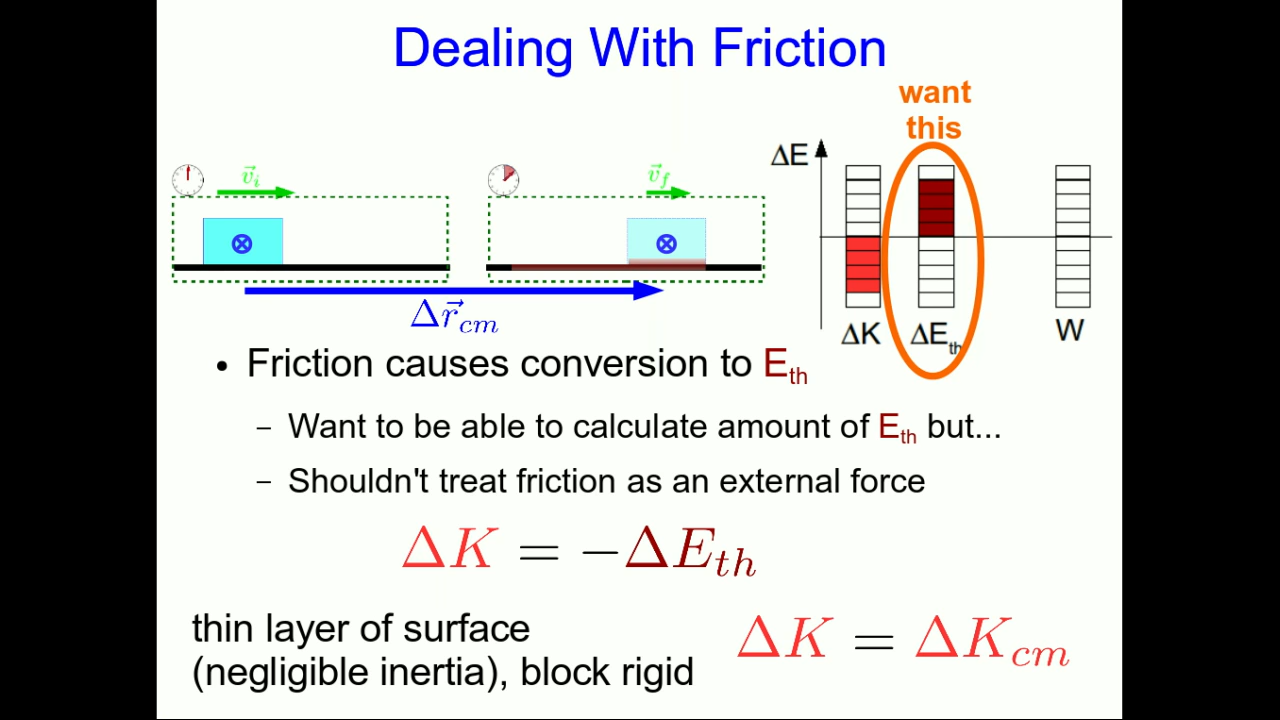 Dealing With Friction
want
this
ΔE
v⃗ᵢ
v⃗_f
Δr⃗_cm
ΔK
ΔE_th
W
• Friction causes conversion to E_th
– Want to be able to calculate amount of E_th but...
– Shouldn't treat friction as an external force
ΔK = −ΔE_th
thin layer of surface
(negligible inertia), block rigid
ΔK = ΔK_cm